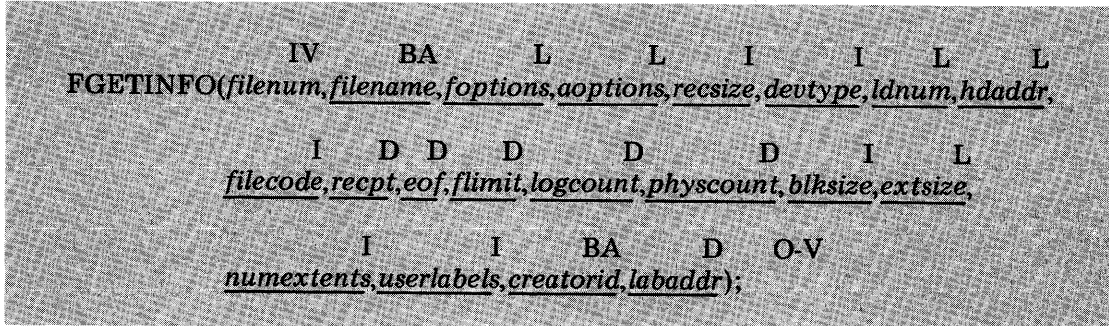 IV BA L L I I L L
FGETINFO(filenum,filename,foptions,aoptions,recsize,devtype,ldnum,hdaddr,
I D D D D D I L
filecode,recpt,eof,flimit,logcount,physcount,blksize,extsize,
I I BA D O-V
numextents,userlabels,creatorid,labaddr);